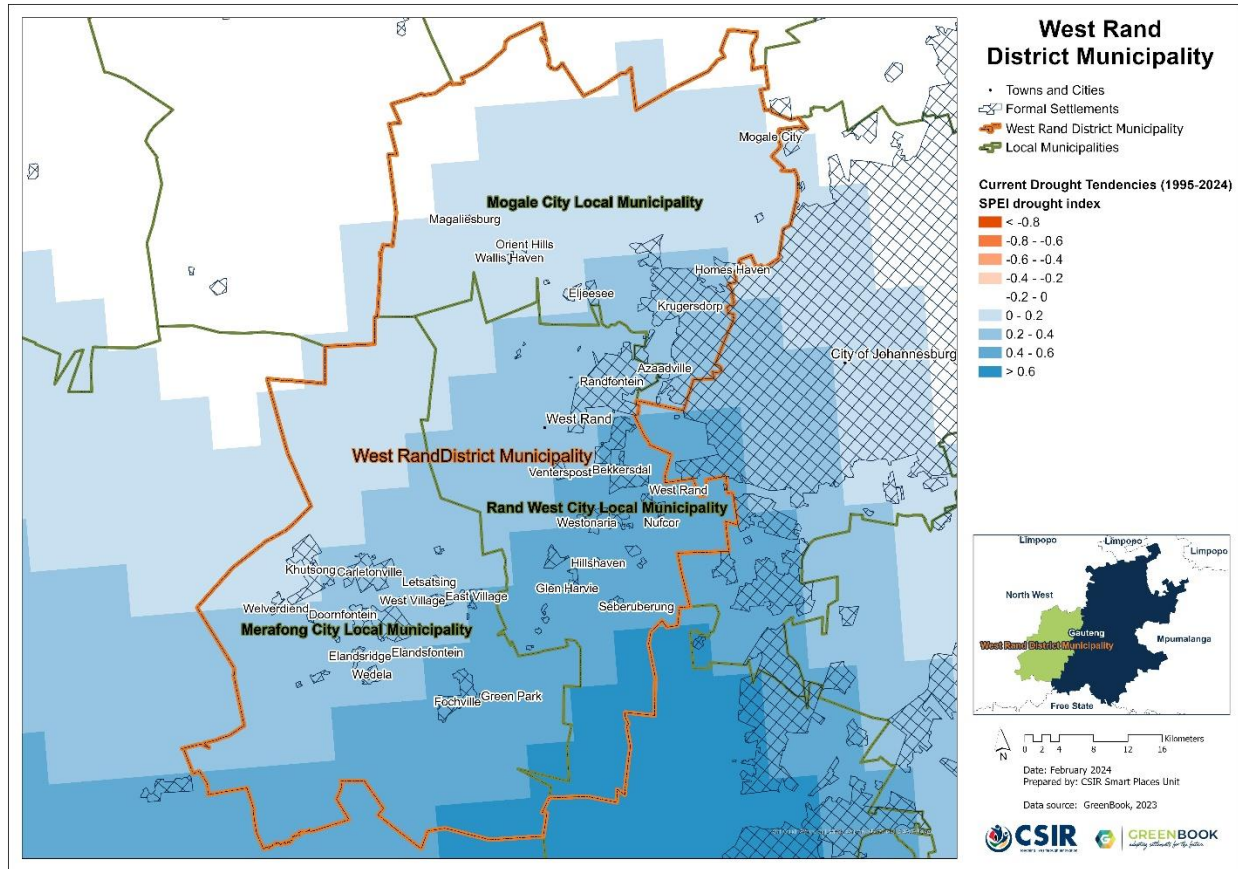 West Rand
District Municipality
Towns and Cities
Formal Settlements
West Rand District Municipality
Local Municipalities
Current Drought Tendencies (1995-2024)
SPEI drought index
< -0.8
-0.8 - -0.6
-0.6 - -0.4
-0.4 - -0.2
-0.2 - 0
0 - 0.2
0.2 - 0.4
0.4 - 0.6
> 0.6
Mogale City
Mogale City Local Municipality
Magaliesburg
Orient Hills
Wallis Haven
Homes Haven
Eljeesee
Krugersdorp
City of Johannesburg
Azaadville
Randfontein
West Rand
West RandDistrict Municipality
Bekkersdal
Venterspost
West Rand
Rand West City Local Municipality
Westonaria
Nufcor
Hillshaven
Khutsong
Carletonville
Letsatsing
Glen Harvie
West Village
East Village
Welverdiend
Doornfontein
Seberuberung
Merafong City Local Municipality
Elandsridge
Elandsfontein
Wedela
Fochville
Green Park
Limpopo
Limpopo
Limpopo
North West
Gauteng
Mpumalanga
West Rand District Municipality
Free State
N
Kilometers
0 2 4 8 12 16
Date: February 2024
Prepared by: CSIR Smart Places Unit
Data source: GreenBook, 2023
CSIR
GREENBOOK
adapting settlements for the future